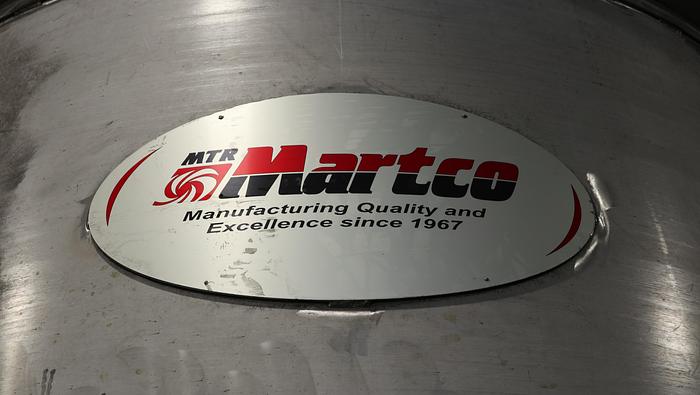 MTR
Martco
Manufacturing Quality and
Excellence since 1967